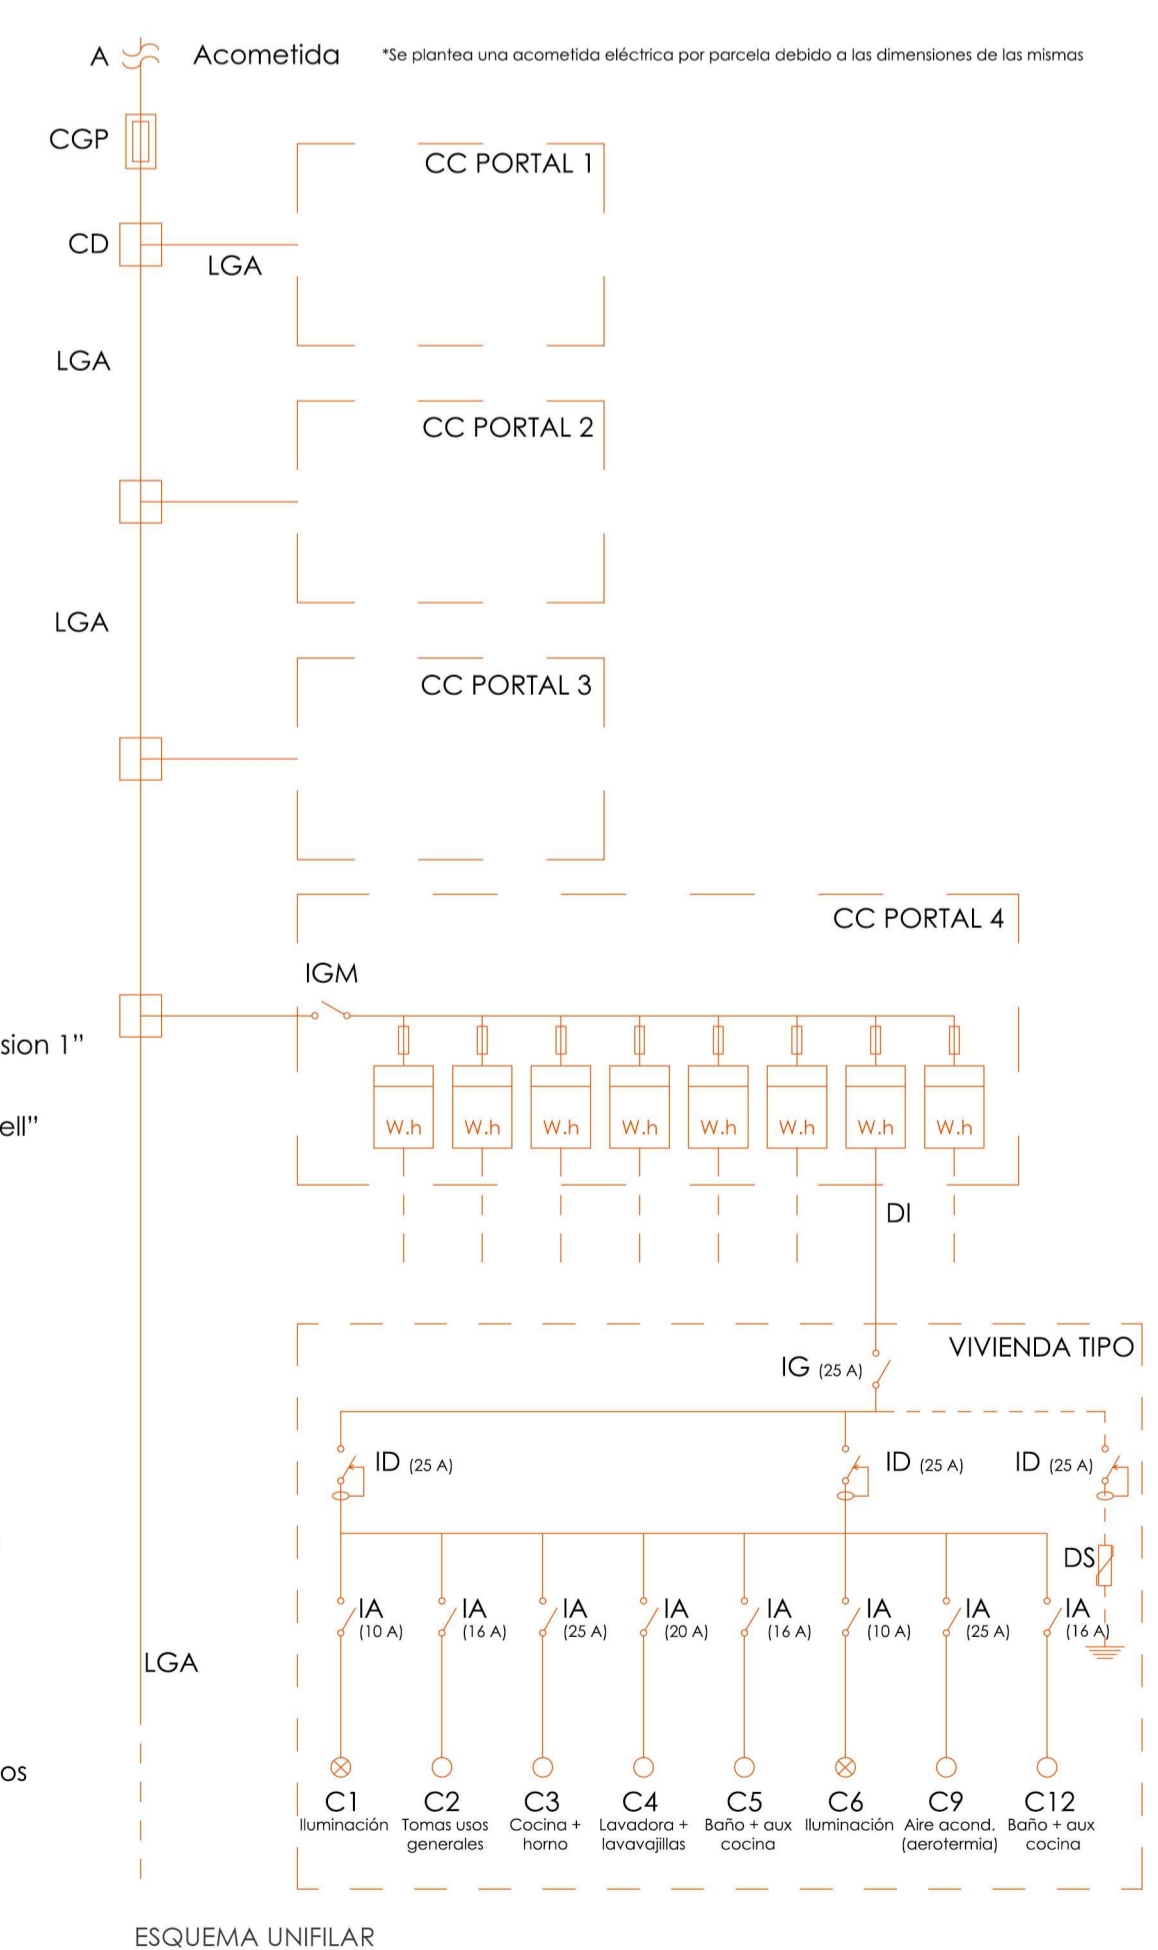 A
Acometida
*Se plantea una acometida eléctrica por parcela debido a las dimensiones de las mismas
CGP
CC PORTAL 1
CD
LGA
LGA
CC PORTAL 2
LGA
CC PORTAL 3
CC PORTAL 4
IGM
sion 1”
ell”
W.h W.h W.h W.h W.h W.h W.h W.h
DI
VIVIENDA TIPO
IG (25 A)
ID (25 A)
ID (25 A)
ID (25 A)
DS
IA
(10 A)
IA
(16 A)
IA
(25 A)
IA
(20 A)
IA
(16 A)
IA
(10 A)
IA
(25 A)
IA
(16 A)
LGA
os
C1
Iluminación
C2
Tomas usos
generales
C3
Cocina +
horno
C4
Lavadora +
lavavajillas
C5
Baño + aux
cocina
C6
Iluminación
C9
Aire acond.
(aerotermia)
C12
Baño + aux
cocina
ESQUEMA UNIFILAR